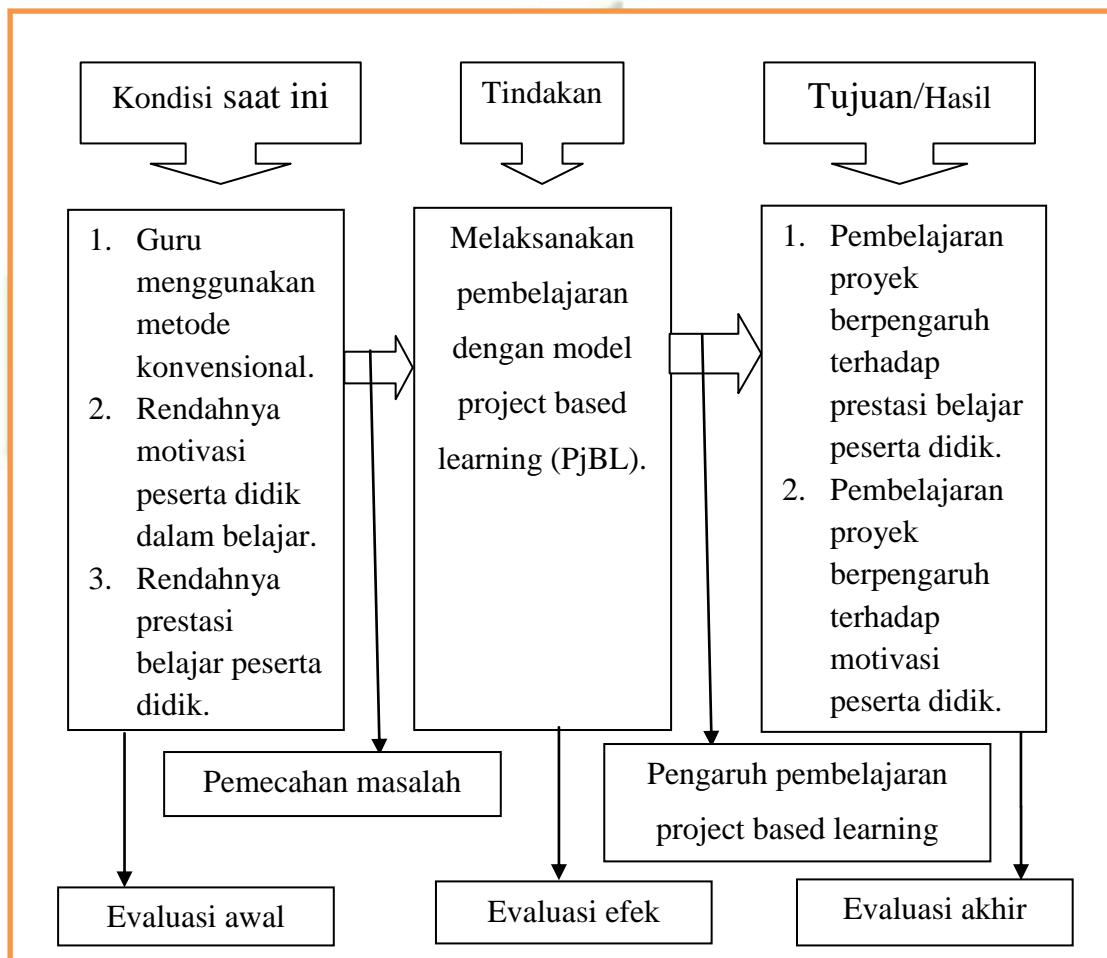 Kondisi saat ini
Tindakan
Tujuan/Hasil
1. Guru
menggunakan
metode
konvensional.
2. Rendahnya
motivasi
peserta didik
dalam belajar.
3. Rendahnya
prestasi
belajar peserta
didik.
Melaksanakan
pembelajaran
dengan model
project based
learning (PjBL).
1. Pembelajaran
proyek
berpengaruh
terhadap
prestasi belajar
peserta didik.
2. Pembelajaran
proyek
berpengaruh
terhadap
motivasi
peserta didik.
Pemecahan masalah
Pengaruh pembelajaran
project based learning
Evaluasi awal
Evaluasi efek
Evaluasi akhir